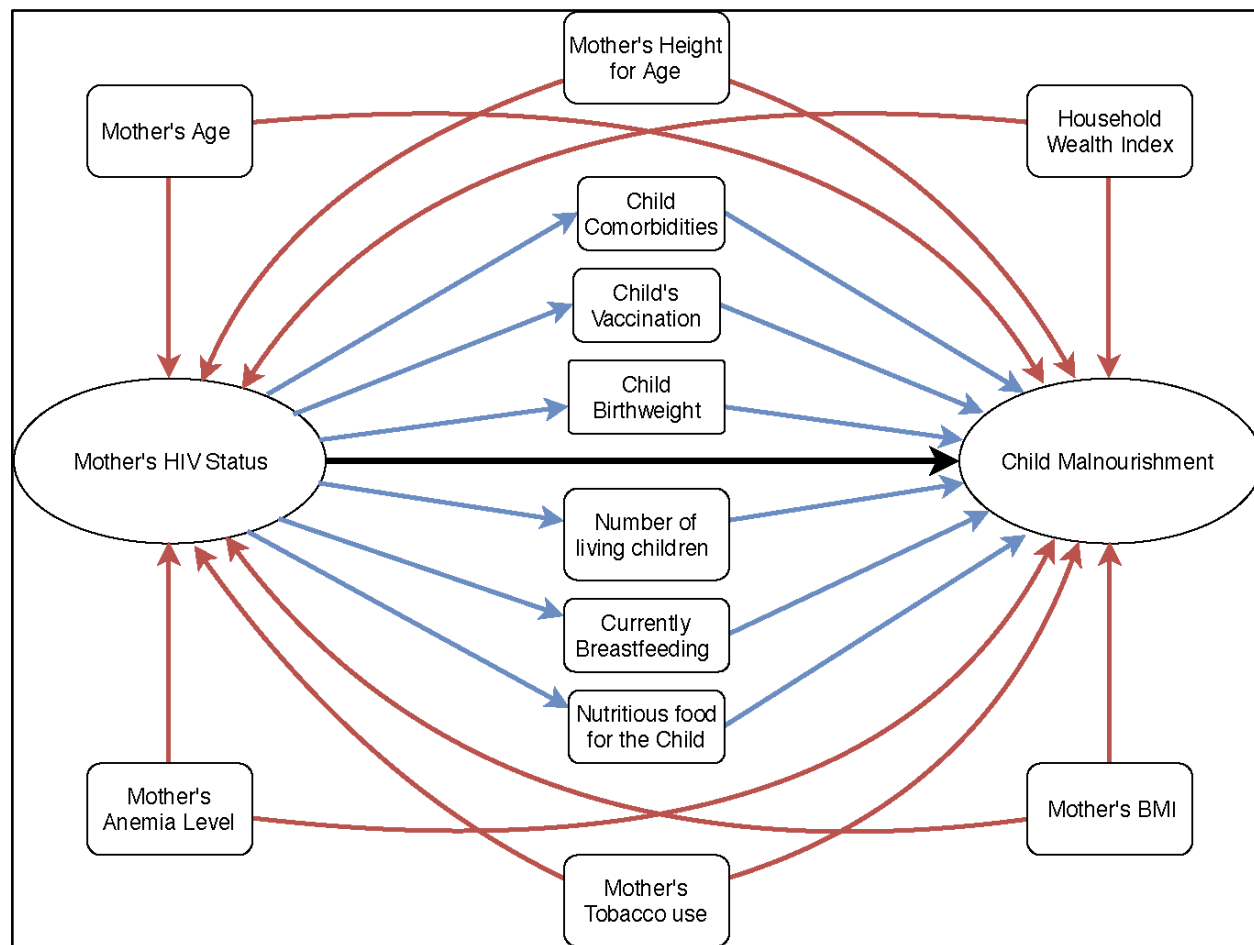 Mother's Height
for Age
Mother's Age
Household
Wealth Index
Child
Comorbidities
Child's
Vaccination
Child
Birthweight
Mother's HIV Status
Child Malnourishment
Number of
living children
Currently
Breastfeeding
Nutritious food
for the Child
Mother's
Anemia Level
Mother's BMI
Mother's
Tobacco use